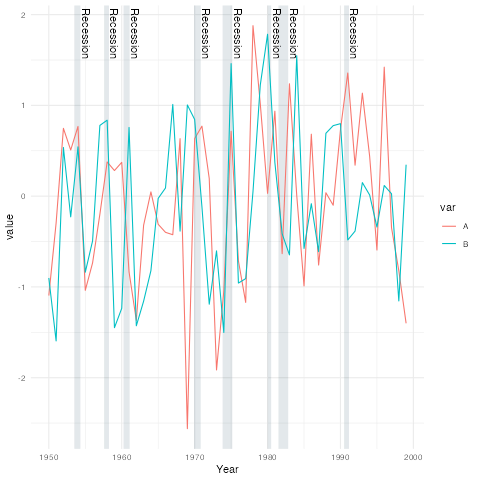 2
1
0
-1
-2
value
Recession
Recession
Recession
Recession
Recession
Recession
Recession
Recession
1950
1960
1970
1980
1990
2000
Year
var
A
B